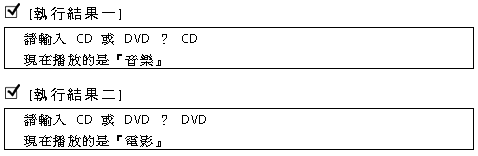 [執行結果一]
請輸入 CD 或 DVD ? CD
現在播放的是『音樂』
[執行結果二]
請輸入 CD 或 DVD ? DVD
現在播放的是『電影』